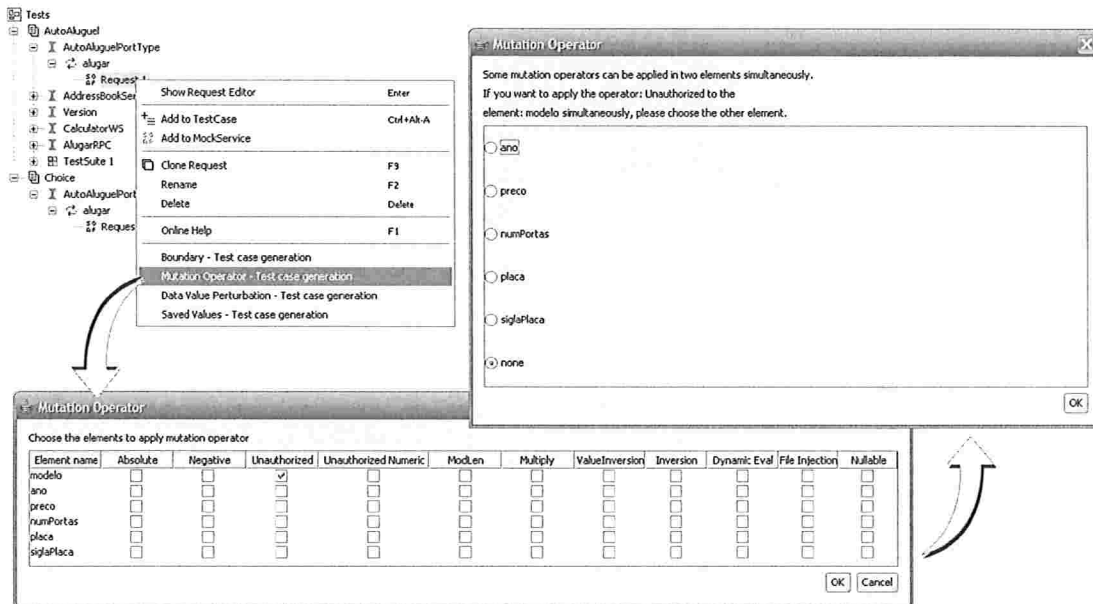 Tests
AutoAluguel
AutoAluguelPortType
alugar
Request 1
AddressBookSer
Version
CalculatorWS
AlugarRPC
TestSuite 1
Choice
AutoAluguelPort
alugar
Reques
Show Request Editor Enter
Add to TestCase Ctrl+Alt-A
Add to MockService
Clone Request F9
Rename F2
Delete Delete
Online Help F1
Boundary - Test case generation
Mutation Operator - Test case generation
Data Value Perturbation - Test case generation
Saved Values - Test case generation
Mutation Operator
Some mutation operators can be applied in two elements simultaneously.
If you want to apply the operator: Unauthorized to the
element: modelo simultaneously, please choose the other element.
ano
preco
numPortas
placa
siglaPlaca
none
OK
Mutation Operator
Choose the elements to apply mutation operator
Element name Absolute Negative Unauthorized Unauthorized Numeric ModLen Multiply ValueInversion Inversion Dynamic Eval File Injection Nullable
modelo
ano
preco
numPortas
placa
siglaPlaca
OK Cancel